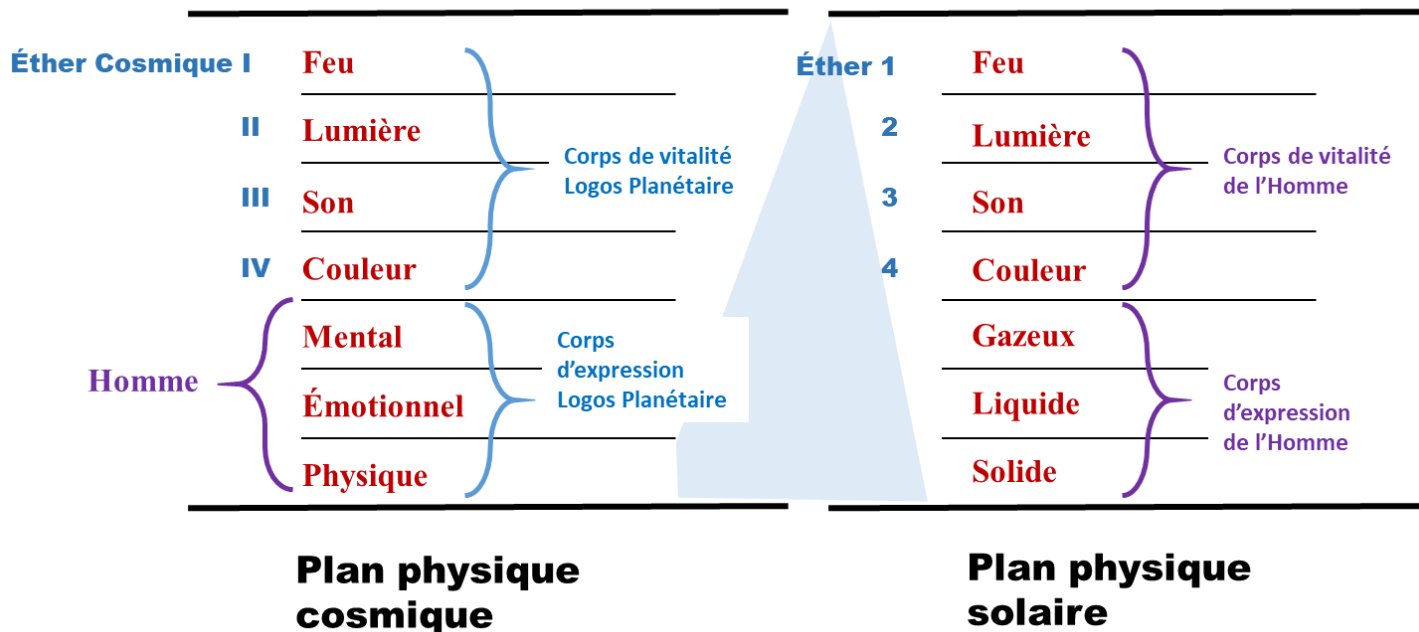 Éther Cosmique I
Feu
II
Lumière
III
Son
IV
Couleur
Corps de vitalité
Logos Planétaire
Homme
Mental
Émotionnel
Physique
Corps
d’expression
Logos Planétaire
Plan physique
cosmique
Éther 1
Feu
2
Lumière
3
Son
4
Couleur
Corps de vitalité
de l’Homme
Gazeux
Liquide
Solide
Corps
d’expression
de l’Homme
Plan physique
solaire